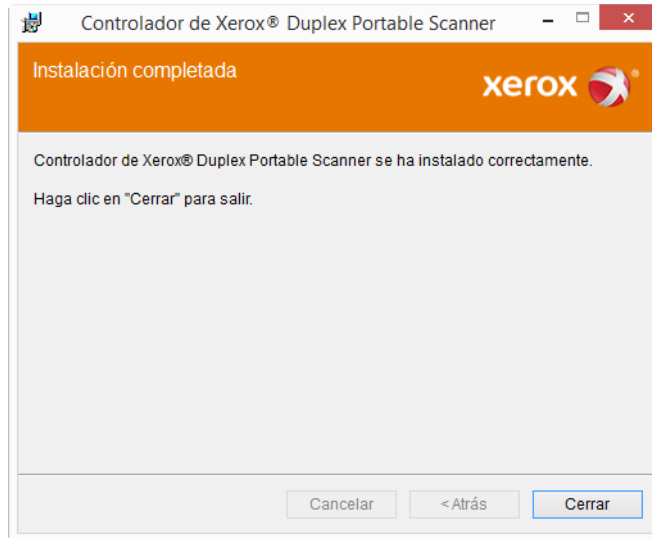 Controlador de Xerox® Duplex Portable Scanner
Instalación completada
xerox®
Controlador de Xerox® Duplex Portable Scanner se ha instalado correctamente.
Haga clic en "Cerrar" para salir.
Cancelar
< Atrás
Cerrar